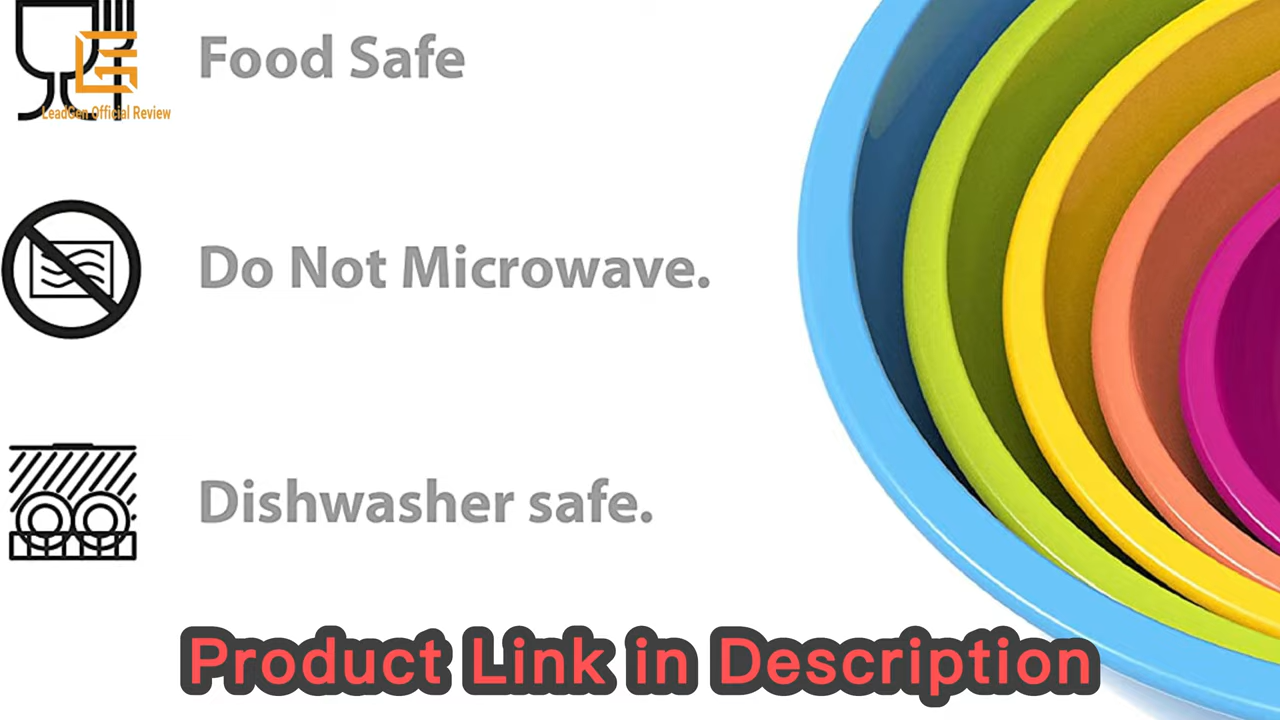 Food Safe
LeadGen Official Review
Do Not Microwave.
Dishwasher safe.
Product Link in Description